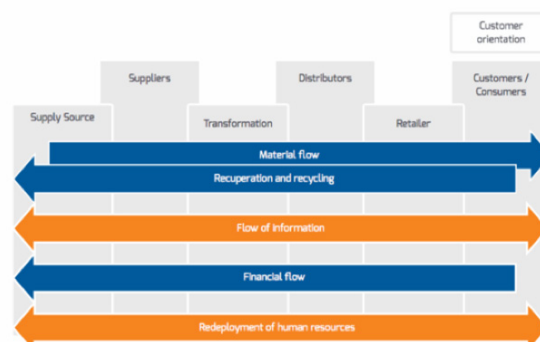 Customer
orientation
Suppliers
Distributors
Customers /
Consumers
Supply Source
Transformation
Retailer
Material flow
Recuperation and recycling
Flow of information
Financial flow
Redeployment of human resources